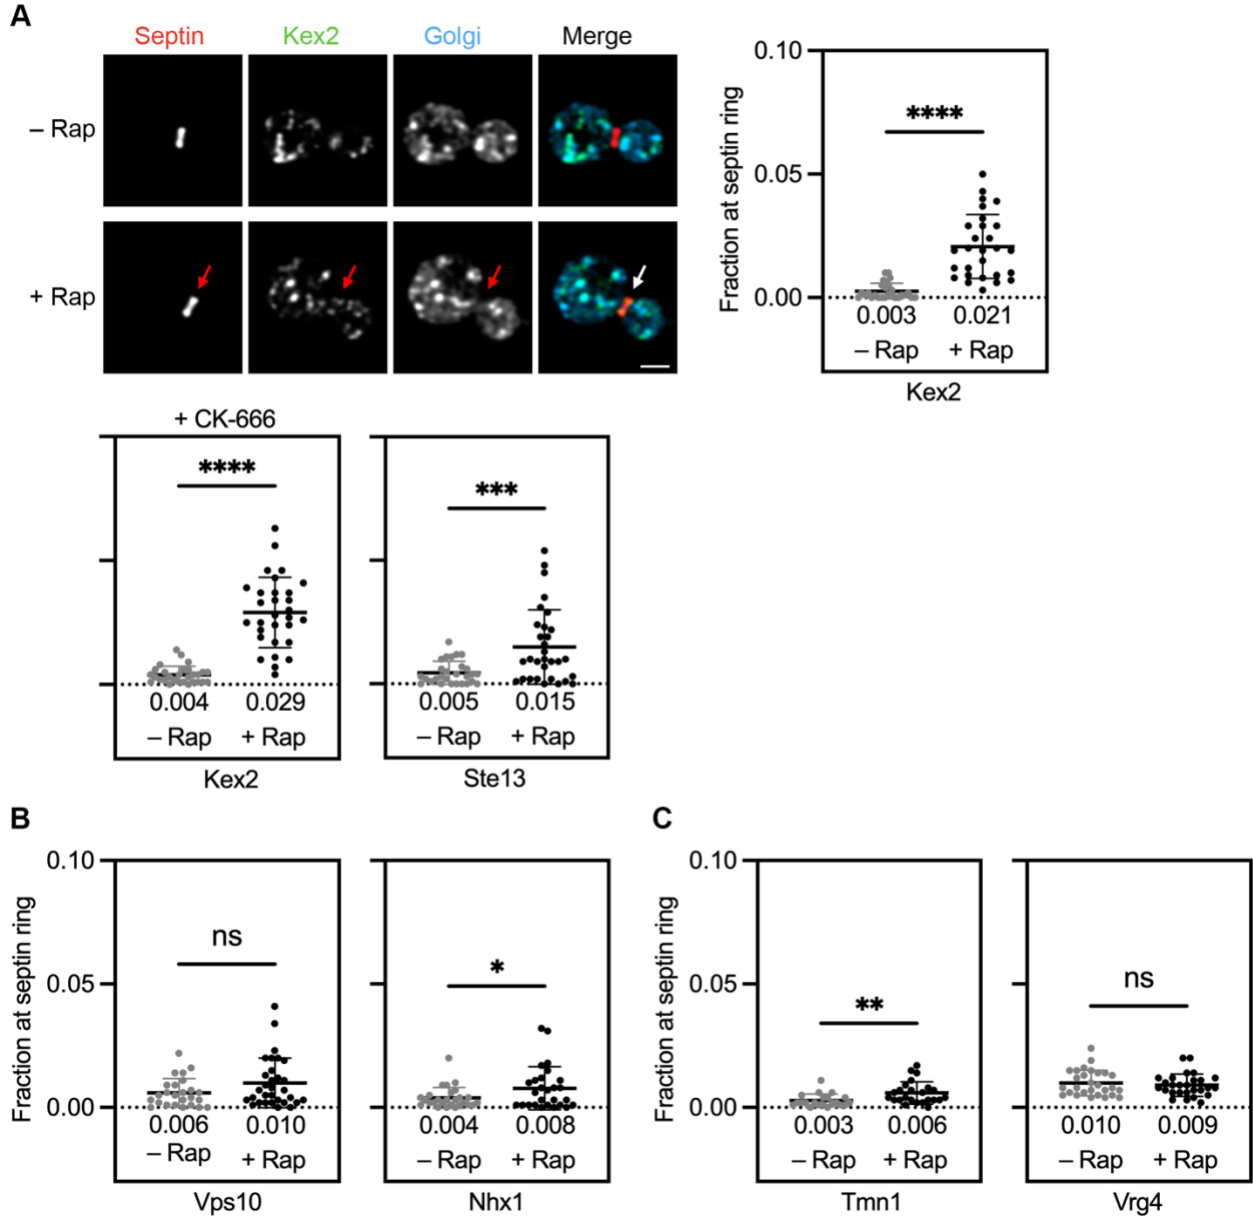 A
Septin Kex2 Golgi Merge
– Rap
+ Rap
Fraction at septin ring
0.10
0.05
0.00
****
0.003 0.021
– Rap + Rap
Kex2
+ CK-666
****
0.004 0.029
– Rap + Rap
Kex2
***
0.005 0.015
– Rap + Rap
Ste13
B
Fraction at septin ring
0.10
0.05
0.00
ns
0.006 0.010
– Rap + Rap
Vps10
*
0.004 0.008
– Rap + Rap
Nhx1
C
Fraction at septin ring
0.10
0.05
0.00
**
0.003 0.006
– Rap + Rap
Tmn1
ns
0.010 0.009
– Rap + Rap
Vrg4